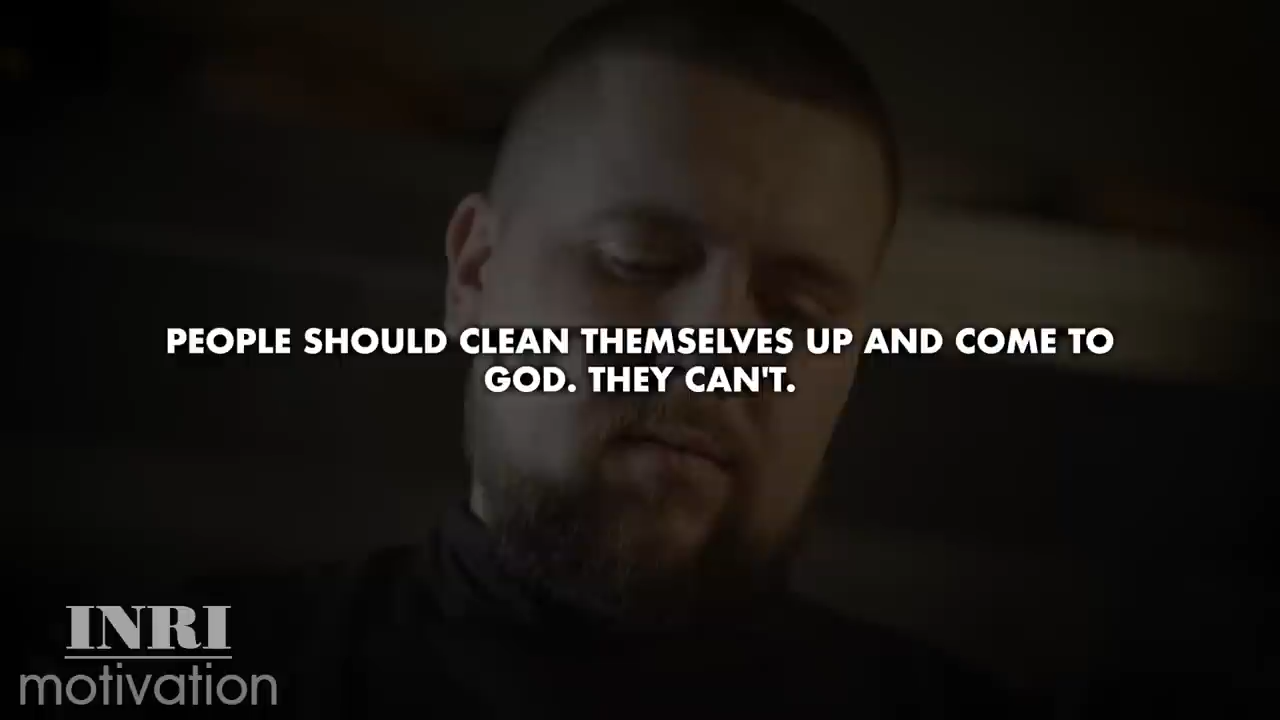 PEOPLE SHOULD CLEAN THEMSELVES UP AND COME TO
GOD. THEY CAN'T.
INRI
motivation